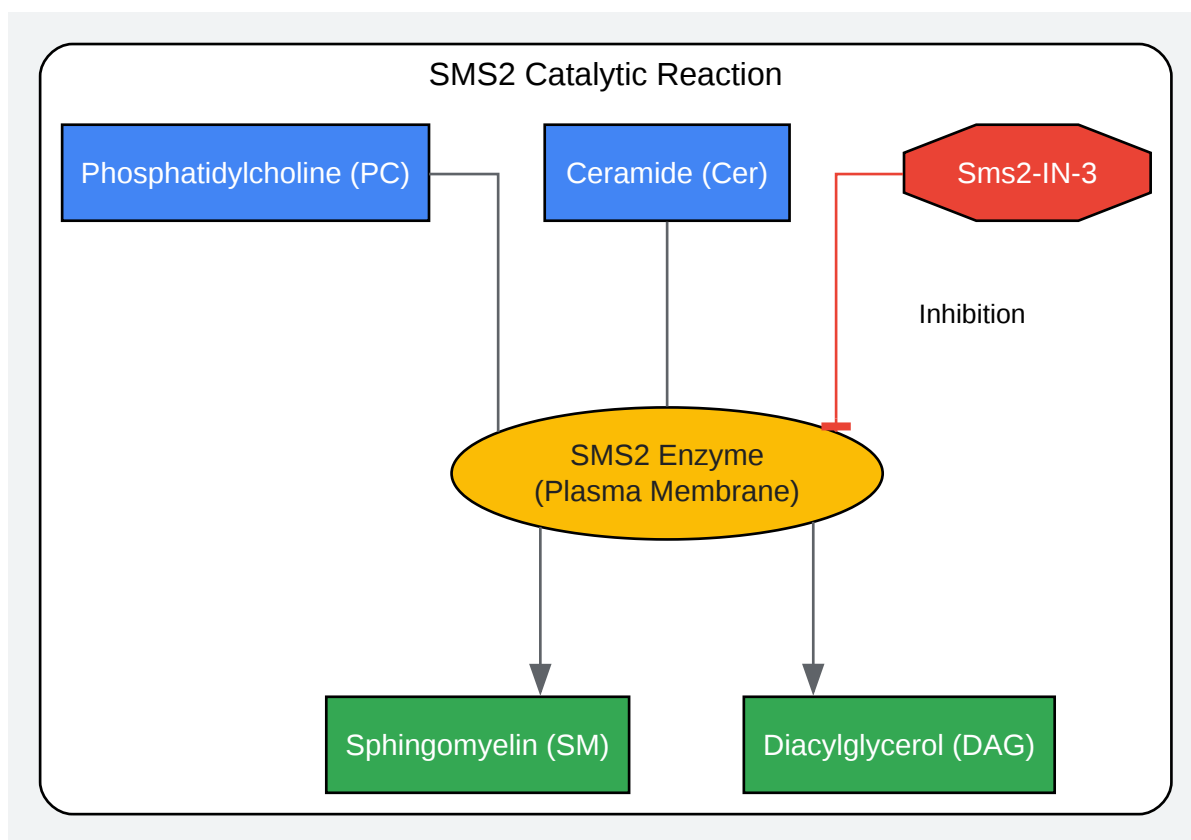 SMS2 Catalytic Reaction
Phosphatidylcholine (PC)
Ceramide (Cer)
Sms2-IN-3
Inhibition
SMS2 Enzyme
(Plasma Membrane)
Sphingomyelin (SM)
Diacylglycerol (DAG)